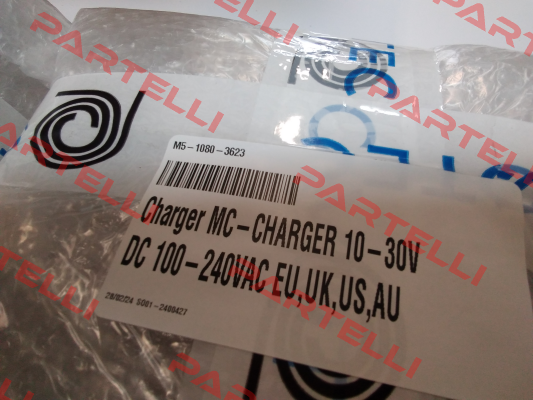 M5-1080-3623
Charger MC-CHARGER 10-30V
DC 100-240VAC EU,UK,US,AU
PARTELLI
PARTELLI
PARTELLI
PARTELLI
PARTELLI
PARTELLI